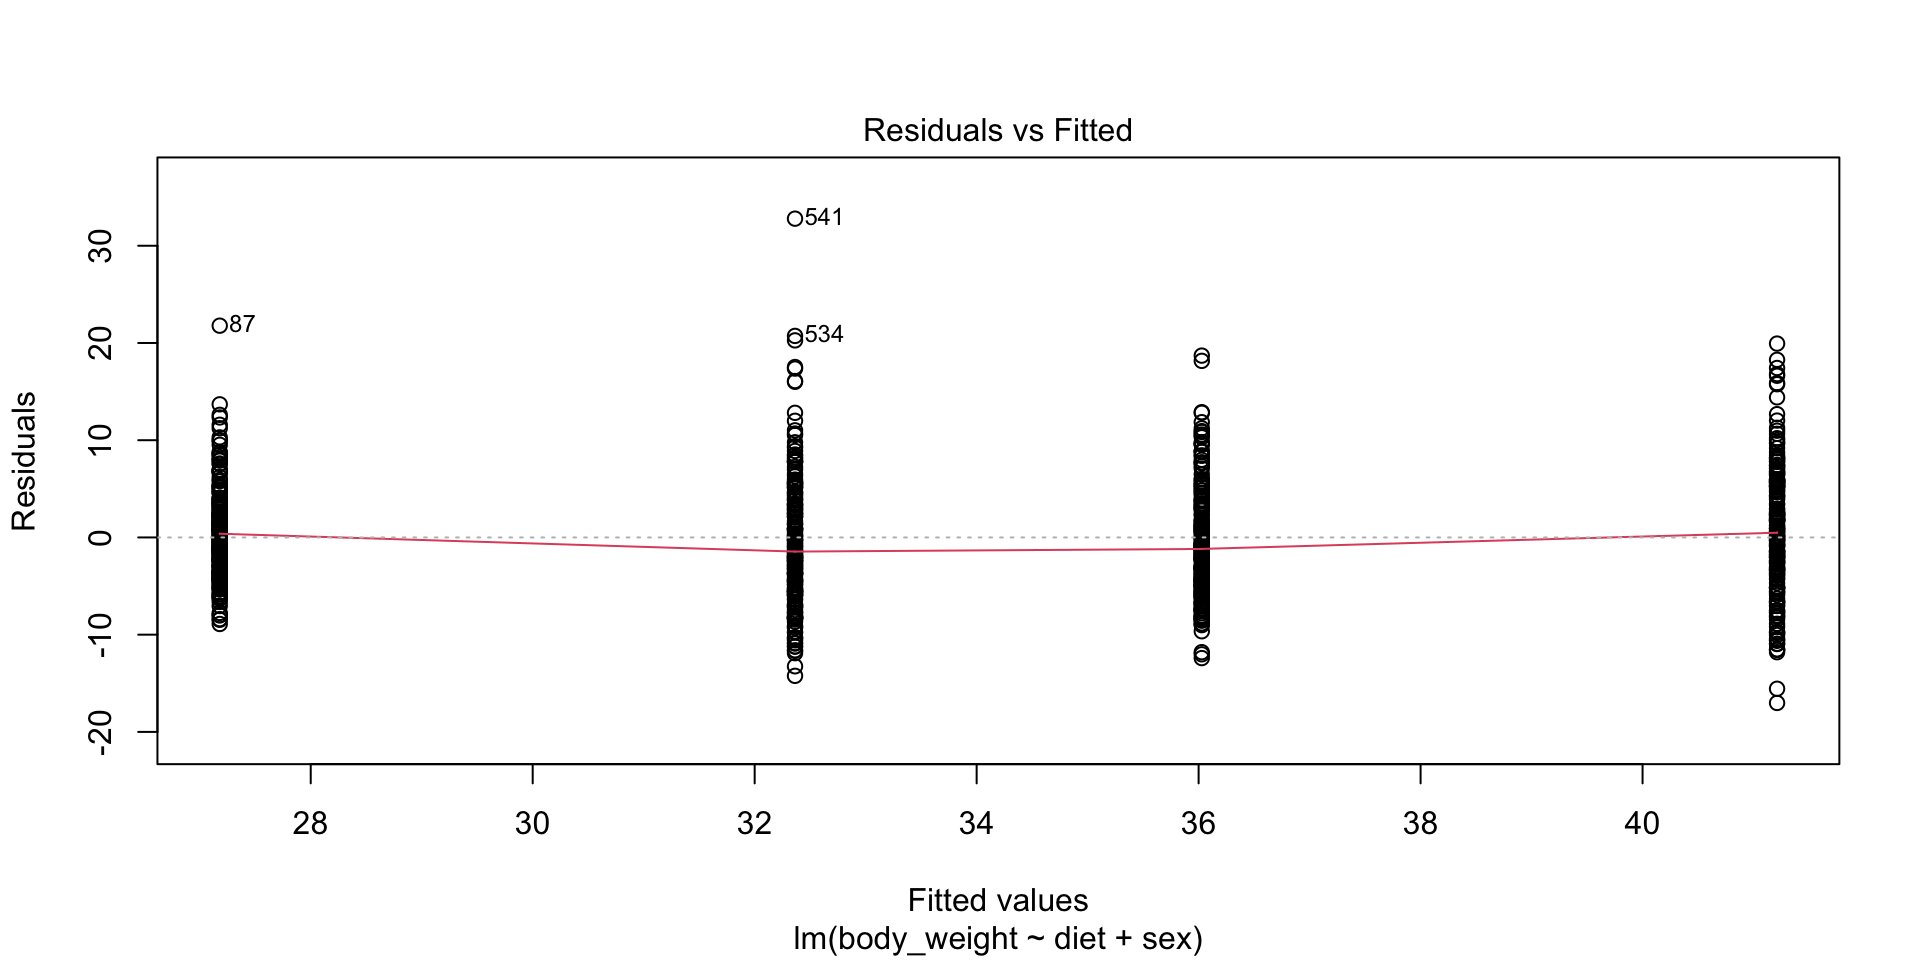 Residuals vs Fitted
Residuals
30
20
10
0
-10
-20
541
87
534
28 30 32 34 36 38 40
Fitted values
lm(body_weight ~ diet + sex)